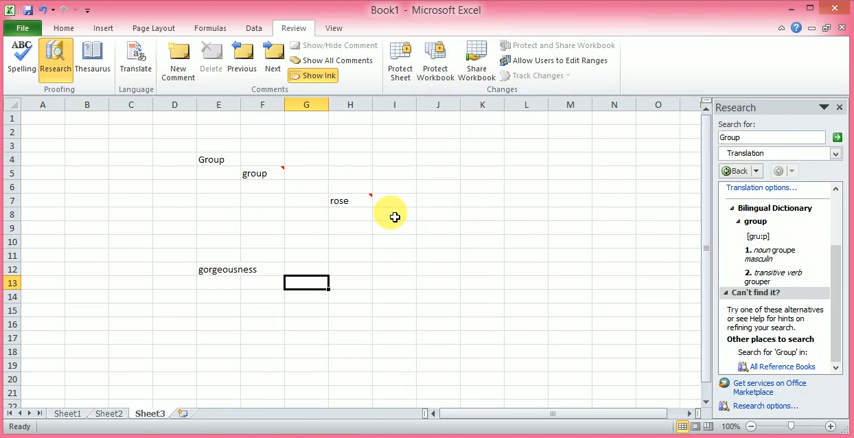 Book1 - Microsoft Excel
File Home Insert Page Layout Formulas Data Review View
ABC Spelling Research Thesaurus Translate New Comment Delete Previous Next
Show/Hide Comment
Show All Comments
Show Ink
Protect Sheet Protect Workbook Share Workbook
Protect and Share Workbook
Allow Users to Edit Ranges
Track Changes
Proofing Language Comments Changes
A B C D E F G H I J K L M N O
1
2
3
4 Group
5 group
6
7 rose
8
9
10
11
12 gorgeousness
13
14
15
16
17
18
19
20
21
22
Sheet1 Sheet2 Sheet3
Ready 100%
Research
Search for:
Group
Translation
Back
Translation options...
Bilingual Dictionary
group
[gru:p]
1. noun groupe
masculin
2. transitive verb
grouper
Can't find it?
Try one of these alternatives
or see Help for hints on
refining your search.
Other places to search
Search for 'Group' in:
All Reference Books
Get services on Office
Marketplace
Research options...